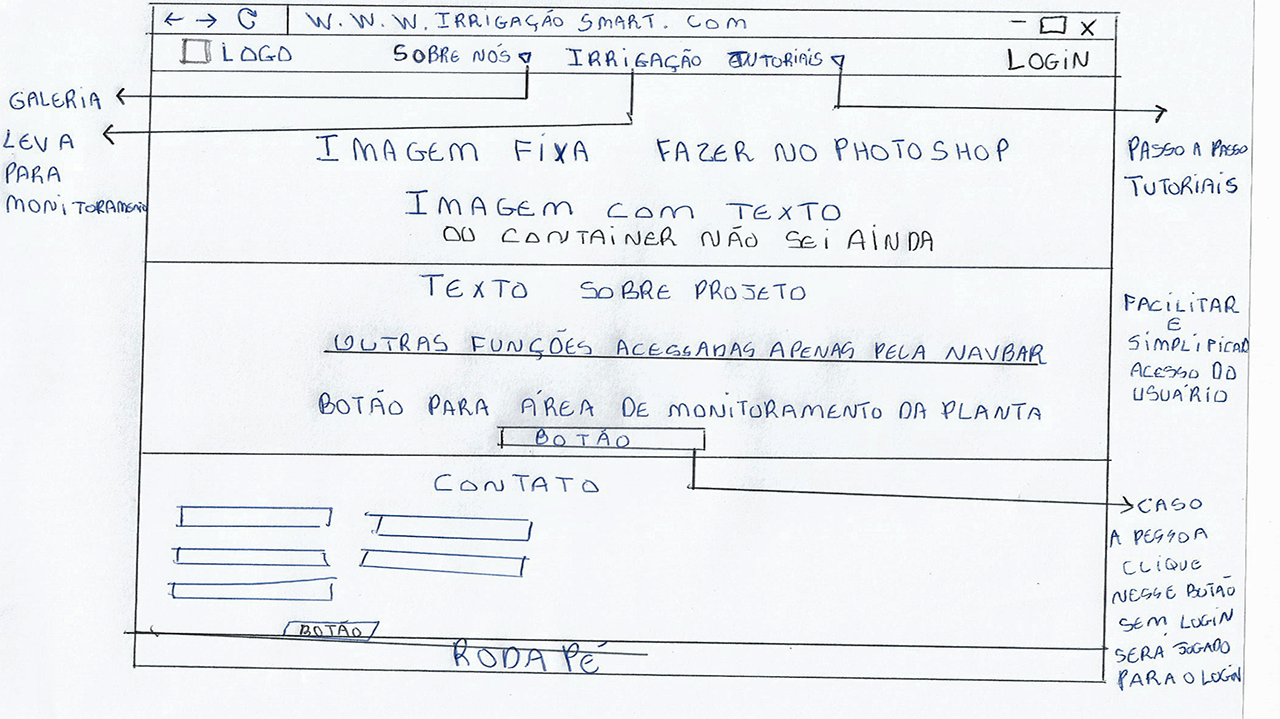 W.W.W.IRRIGAÇÃO SMART.COM
X
LOGO SOBRE NÓS IRRIGAÇÃO TUTORIAIS LOGIN
GALERIA
LEVA
PARA
MONITORAMENTO
PASSO A PASSO
TUTORIAIS
IMAGEM FIXA FAZER NO PHOTOSHOP
IMAGEM COM TEXTO
OU CONTAINER NÃO SEI AINDA
TEXTO SOBRE PROJETO
OUTRAS FUNÇÕES ACESSADAS APENAS PELA NAVBAR
BOTÃO PARA ÁREA DE MONITORAMENTO DA PLANTA
BOTÃO
FACILITAR
E
SIMPLIFICAR
ACESSO DO
USUÁRIO
CONTATO
BOTÃO
CASO
A PESSOA
CLIQUE
NESSE BOTÃO
SEM LOGIN
SERÁ JOGADO
PARA O LOGIN
RODAPÉ